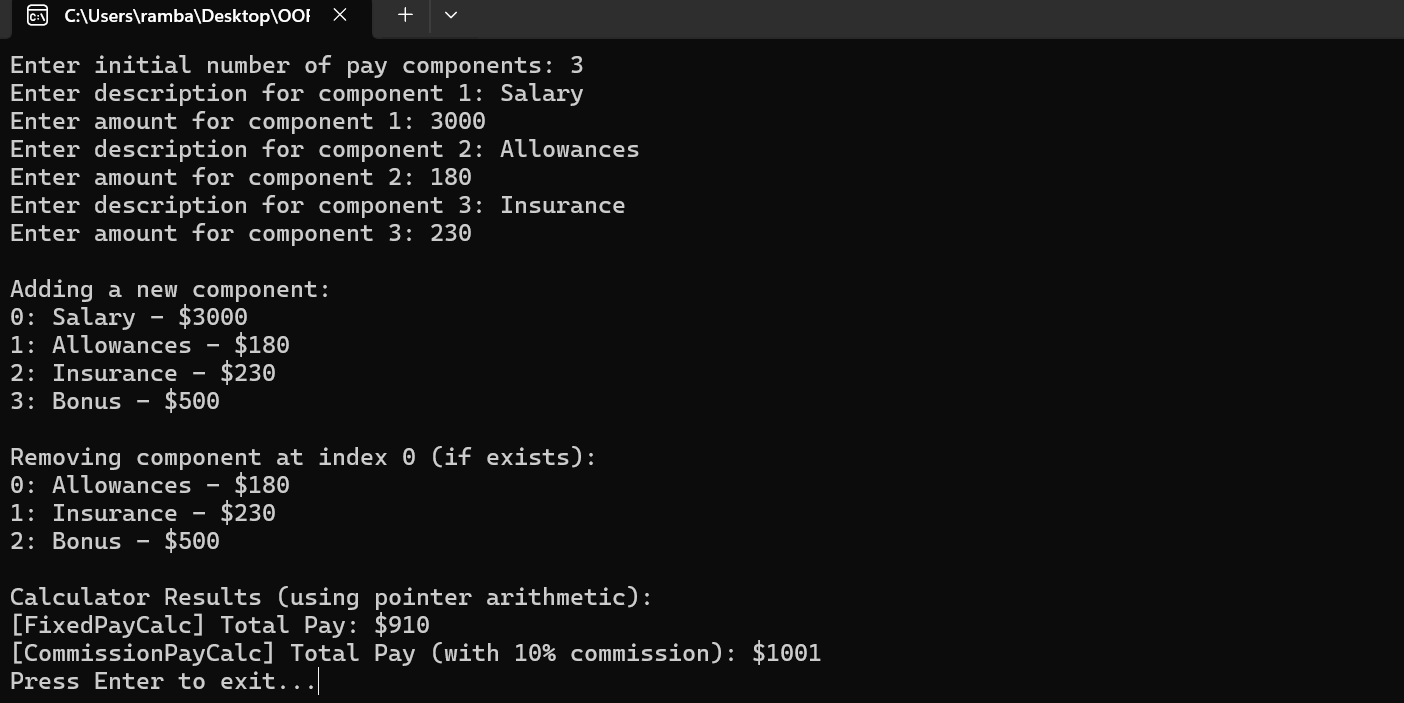 C:\Users\ramba\Desktop\OOP
Enter initial number of pay components: 3
Enter description for component 1: Salary
Enter amount for component 1: 3000
Enter description for component 2: Allowances
Enter amount for component 2: 180
Enter description for component 3: Insurance
Enter amount for component 3: 230
Adding a new component:
0: Salary - $3000
1: Allowances - $180
2: Insurance - $230
3: Bonus - $500
Removing component at index 0 (if exists):
0: Allowances - $180
1: Insurance - $230
2: Bonus - $500
Calculator Results (using pointer arithmetic):
[FixedPayCalc] Total Pay: $910
[CommissionPayCalc] Total Pay (with 10% commission): $1001
Press Enter to exit...